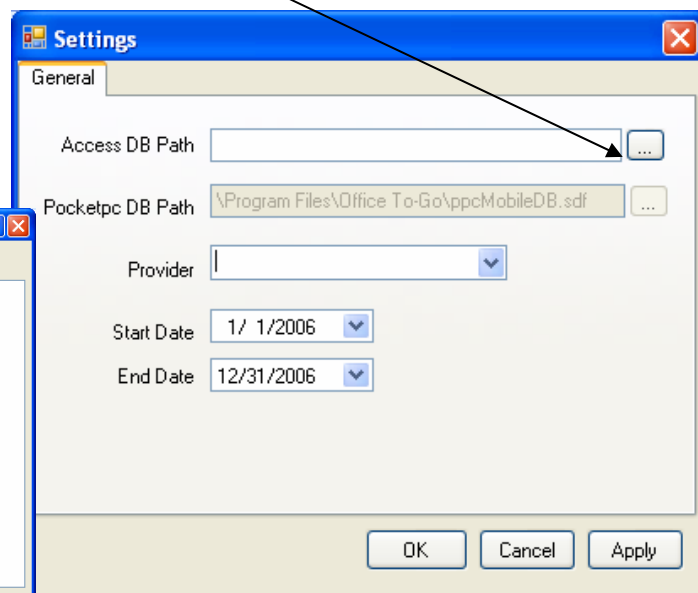 Settings
General
Access DB Path ...
Pocketpc DB Path \Program Files\Office To-Go\ppcMobileDB.sdf ...
Provider
Start Date 1/ 1/2006
End Date 12/31/2006
OK Cancel Apply